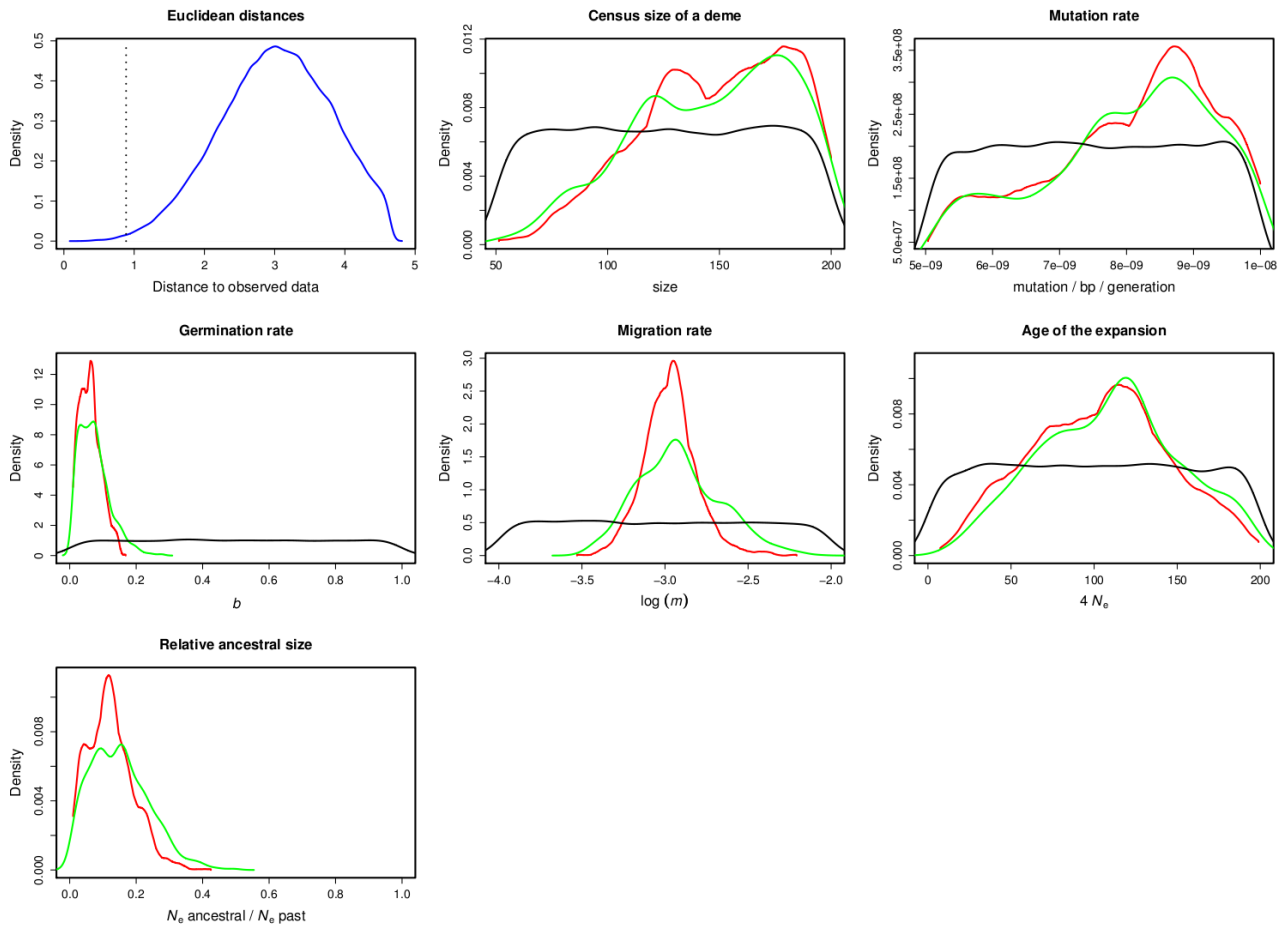 Euclidean distances
Density
0.0 0.1 0.2 0.3 0.4 0.5
0 1 2 3 4 5
Distance to observed data
Census size of a deme
Density
0.000 0.004 0.008 0.012
50 100 150 200
size
Mutation rate
Density
5.0e+07 1.5e+08 2.5e+08 3.5e+08
5e−09 6e−09 7e−09 8e−09 9e−09 1e−08
mutation / bp / generation
Germination rate
Density
0 2 4 6 8 10 12
0.0 0.2 0.4 0.6 0.8 1.0
b
Migration rate
Density
0.0 0.5 1.0 1.5 2.0 2.5 3.0
−4.0 −3.5 −3.0 −2.5 −2.0
log (m)
Age of the expansion
Density
0.000 0.004 0.008
0 50 100 150 200
4 Ne
Relative ancestral size
Density
0.000 0.004 0.008
0.0 0.2 0.4 0.6 0.8 1.0
Ne ancestral / Ne past